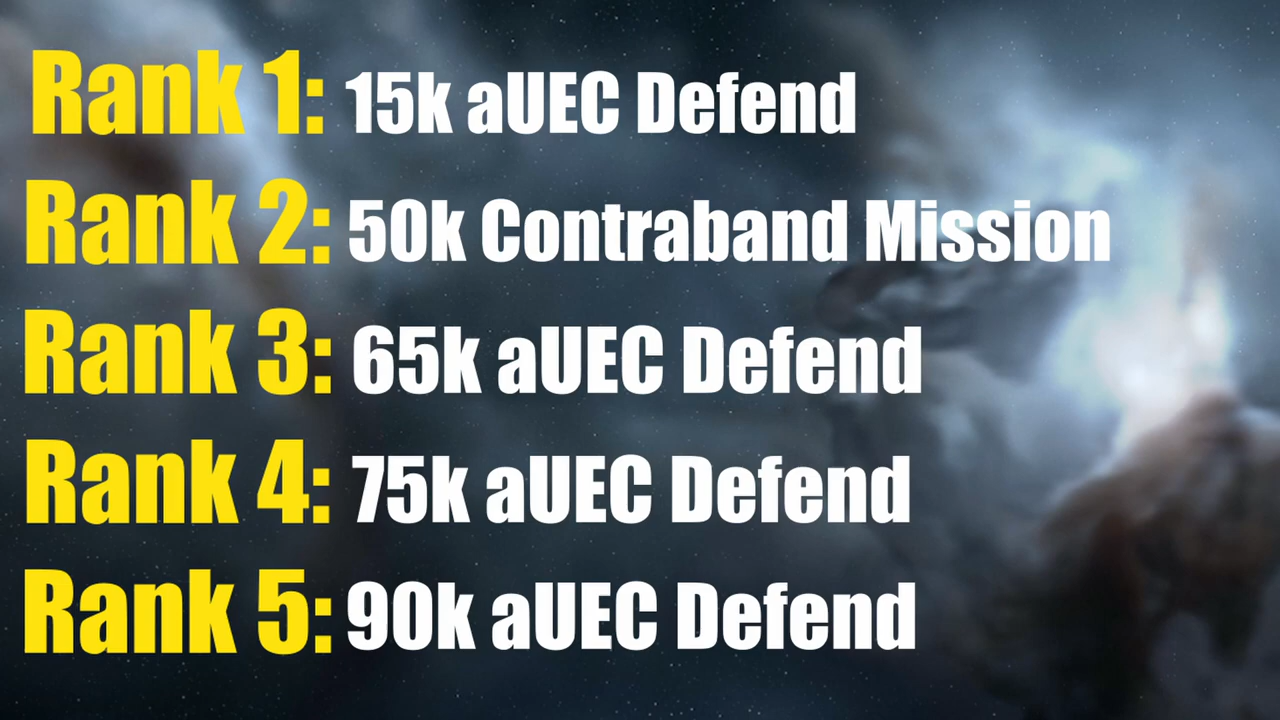 Rank 1: 15k aUEC Defend
Rank 2: 50k Contraband Mission
Rank 3: 65k aUEC Defend
Rank 4: 75k aUEC Defend
Rank 5: 90k aUEC Defend